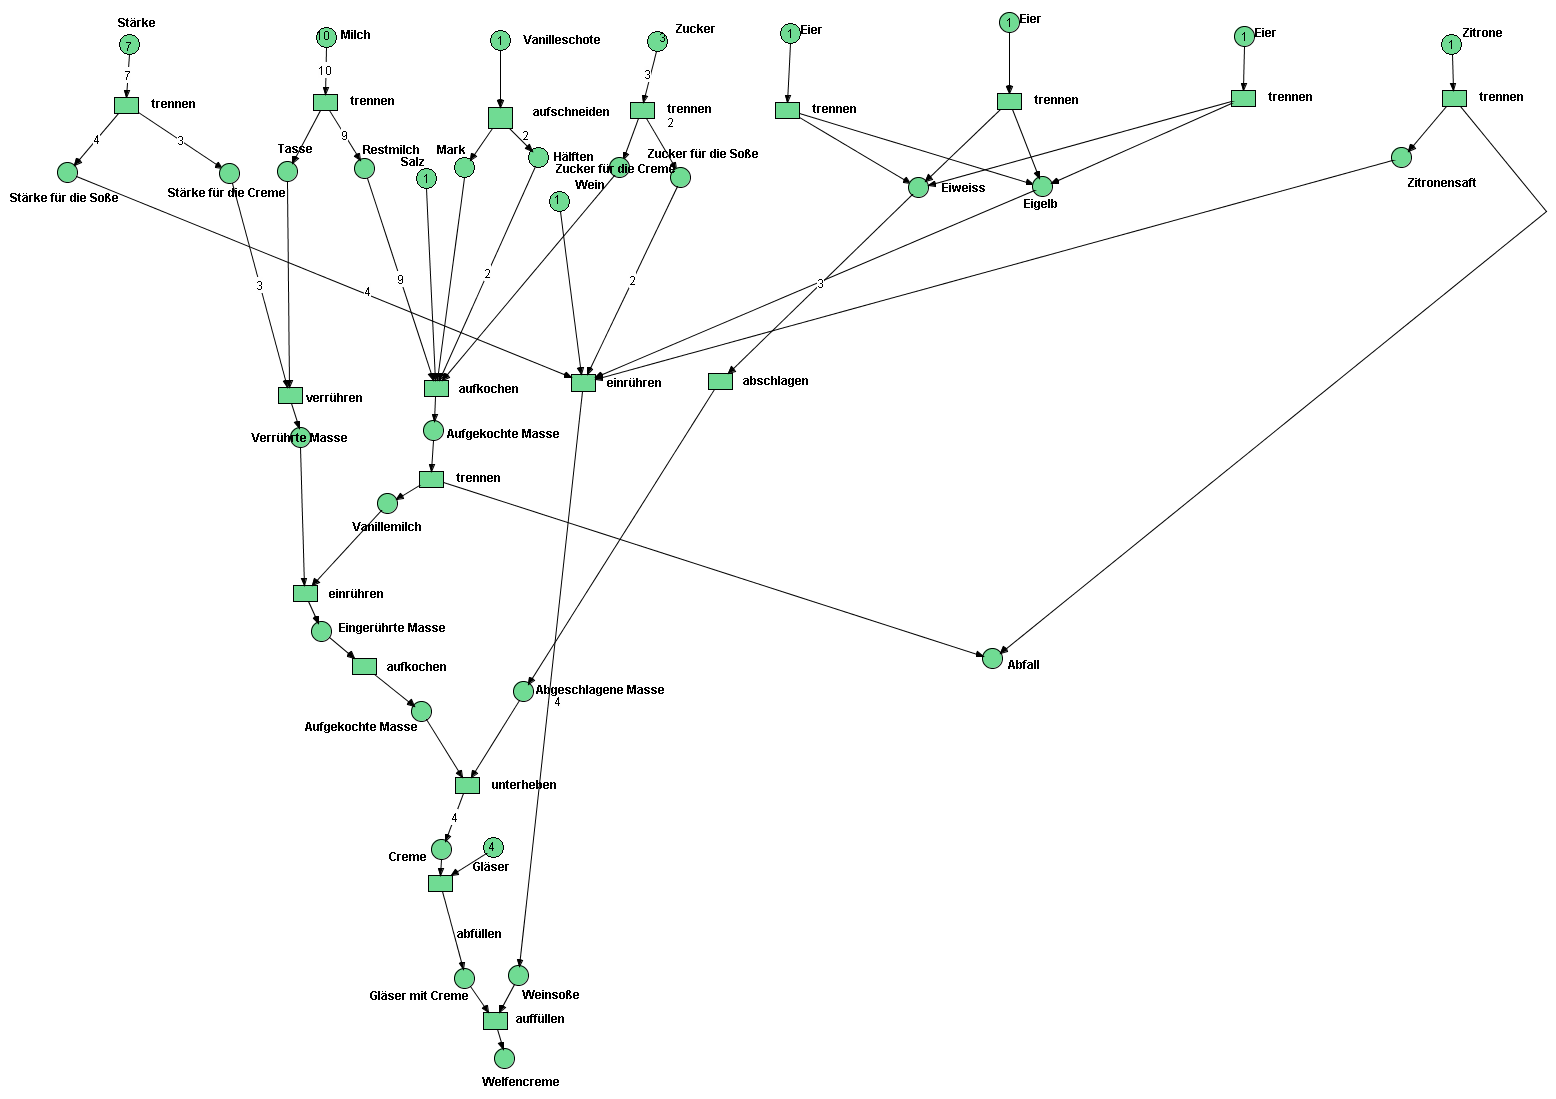 Stärke
Milch
Vanilleschote
Zucker
Eier
Eier
Eier
Zitrone
7
10
1
3
1
1
1
1
7
10
3
trennen
trennen
aufschneiden
trennen
trennen
trennen
trennen
trennen
4
3
9
2
2
Tasse
Restmilch
Salz
Mark
Hälften
Zucker für die Soße
Zucker für die Creme
Wein
1
1
Stärke für die Soße
Stärke für die Creme
Eiweiss
Eigelb
Zitronensaft
3
4
9
2
2
3
verrühren
aufkochen
einrühren
abschlagen
Verrührte Masse
Aufgekochte Masse
trennen
Vanillemilch
einrühren
Eingerührte Masse
aufkochen
Abfall
Abgeschlagene Masse
4
Aufgekochte Masse
unterheben
4
Creme
4
Gläser
abfüllen
Gläser mit Creme
Weinsoße
auffüllen
Welfencreme